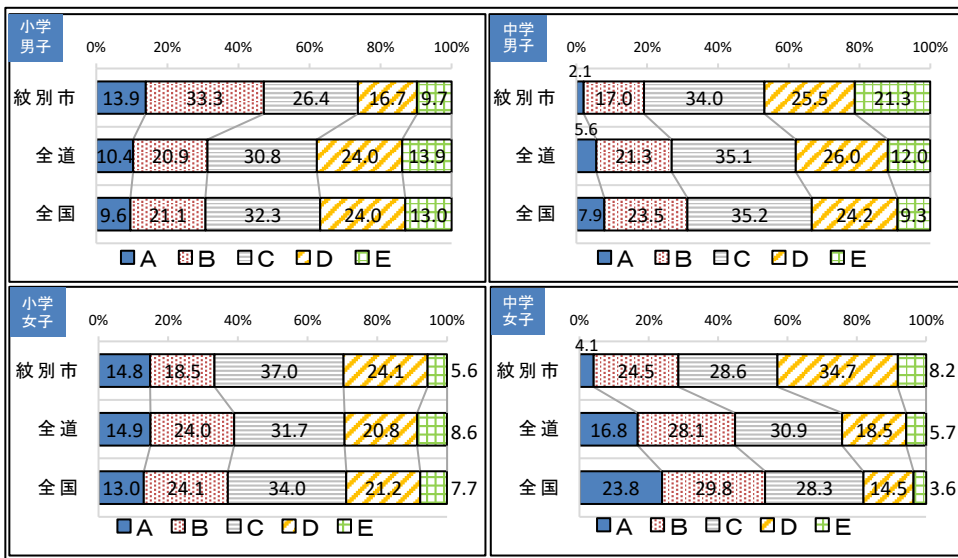 小学
男子
0% 20% 40% 60% 80% 100%
紋別市 13.9 33.3 26.4 16.7 9.7
全道 10.4 20.9 30.8 24.0 13.9
全国 9.6 21.1 32.3 24.0 13.0
A B C D E
中学
男子
0% 20% 40% 60% 80% 100%
紋別市 2.1 17.0 34.0 25.5 21.3
全道 5.6 21.3 35.1 26.0 12.0
全国 7.9 23.5 35.2 24.2 9.3
A B C D E
小学
女子
0% 20% 40% 60% 80% 100%
紋別市 14.8 18.5 37.0 24.1 5.6
全道 14.9 24.0 31.7 20.8 8.6
全国 13.0 24.1 34.0 21.2 7.7
A B C D E
中学
女子
0% 20% 40% 60% 80% 100%
紋別市 4.1 24.5 28.6 34.7 8.2
全道 16.8 28.1 30.9 18.5 5.7
全国 23.8 29.8 28.3 14.5 3.6
A B C D E